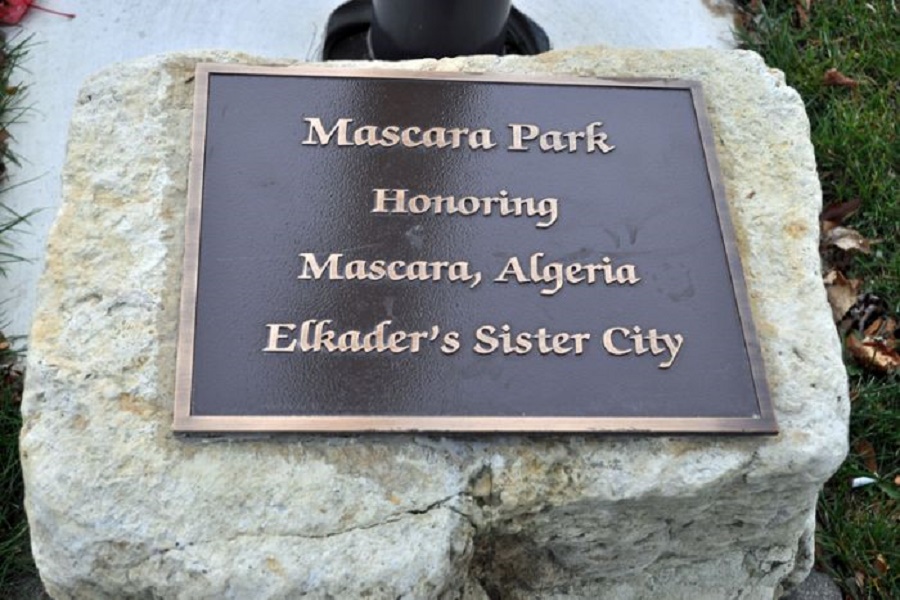 Mascara Park
Honoring
Mascara, Algeria
Elkader's Sister City